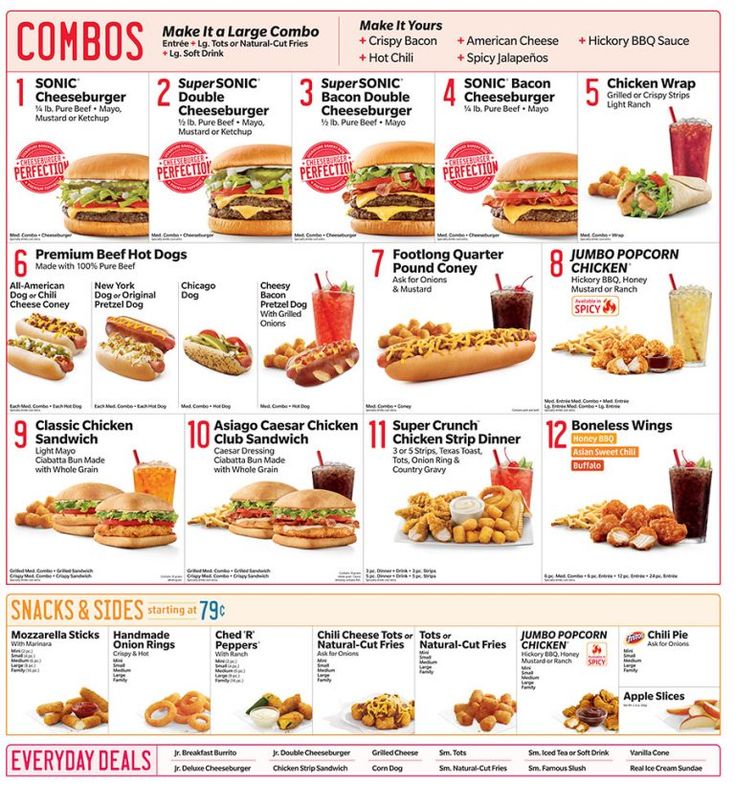 COMBOS
Make It a Large Combo
Entrée + Lg. Tots or Natural-Cut Fries
+ Lg. Soft Drink
Make It Yours
+ Crispy Bacon
+ American Cheese
+ Hickory BBQ Sauce
+ Hot Chili
+ Spicy Jalapeños
1 SONIC®
Cheeseburger
¼ lb. Pure Beef • Mayo,
Mustard or Ketchup
CHEESEBURGER
PERFECTION
Med. Combo • Cheeseburger
2 SuperSONIC®
Double
Cheeseburger
½ lb. Pure Beef • Mayo,
Mustard or Ketchup
CHEESEBURGER
PERFECTION
Med. Combo • Cheeseburger
3 SuperSONIC®
Bacon Double
Cheeseburger
½ lb. Pure Beef • Mayo
CHEESEBURGER
PERFECTION
Med. Combo • Cheeseburger
4 SONIC® Bacon
Cheeseburger
¼ lb. Pure Beef • Mayo
CHEESEBURGER
PERFECTION
Med. Combo • Cheeseburger
5 Chicken Wrap
Grilled or Crispy Strips
Light Ranch
Med. Combo • Wrap
6 Premium Beef Hot Dogs
Made with 100% Pure Beef
All-American
Dog or Chili
Cheese Coney
Each Med. Combo • Each Hot Dog
New York
Dog or Original
Pretzel Dog
Each Med. Combo • Each Hot Dog
Chicago
Dog
Med. Combo • Hot Dog
Cheesy
Bacon
Pretzel Dog
With Grilled
Onions
Med. Combo • Hot Dog
7 Footlong Quarter
Pound Coney
Ask for Onions
& Mustard
Med. Combo • Coney
8 JUMBO POPCORN
CHICKEN®
Hickory BBQ, Honey
Mustard or Ranch
Available in
SPICY
Med. Entrée Med. Combo • Med. Entrée
Lg. Entrée Med. Combo • Lg. Entrée
9 Classic Chicken
Sandwich
Light Mayo
Ciabatta Bun Made
with Whole Grain
Grilled Med. Combo • Grilled Sandwich
Crispy Med. Combo • Crispy Sandwich
10 Asiago Caesar Chicken
Club Sandwich
Caesar Dressing
Ciabatta Bun Made
with Whole Grain
Grilled Med. Combo • Grilled Sandwich
Crispy Med. Combo • Crispy Sandwich
11 Super Crunch®
Chicken Strip Dinner
3 or 5 Strips, Texas Toast,
Tots, Onion Ring &
Country Gravy
3 pc. Dinner + Drink • 3 pc. Strips
5 pc. Dinner + Drink • 5 pc. Strips
12 Boneless Wings
Honey BBQ
Asian Sweet Chili
Buffalo
6 pc. Med. Combo • 6 pc. Entrée • 12 pc. Entrée • 24 pc. Entrée
SNACKS & SIDES starting at 79¢
Mozzarella Sticks
With Marinara
Mini (2 pc.)
Small (4 pc.)
Medium (6 pc.)
Large (8 pc.)
Family (16 pc.)
Handmade
Onion Rings
Crispy & Hot
Mini
Small
Medium
Large
Family
Ched 'R'
Peppers®
With Ranch
Mini (2 pc.)
Small (4 pc.)
Medium (6 pc.)
Large (8 pc.)
Family (16 pc.)
Chili Cheese Tots or
Natural-Cut Fries
Ask for Onions
Mini
Small
Medium
Large
Family
Tots or
Natural-Cut Fries
Mini
Small
Medium
Large
Family
JUMBO POPCORN
CHICKEN®
Hickory BBQ, Honey
Mustard or Ranch
Mini
Small
Medium
Large
Family
SPICY
Fritos Chili Pie
Ask for Onions
Mini
Small
Medium
Large
Apple Slices
EVERYDAY DEALS
Jr. Breakfast Burrito
Jr. Double Cheeseburger
Grilled Cheese
Sm. Tots
Sm. Iced Tea or Soft Drink
Vanilla Cone
Jr. Deluxe Cheeseburger
Chicken Strip Sandwich
Corn Dog
Sm. Natural-Cut Fries
Sm. Famous Slush
Real Ice Cream Sundae